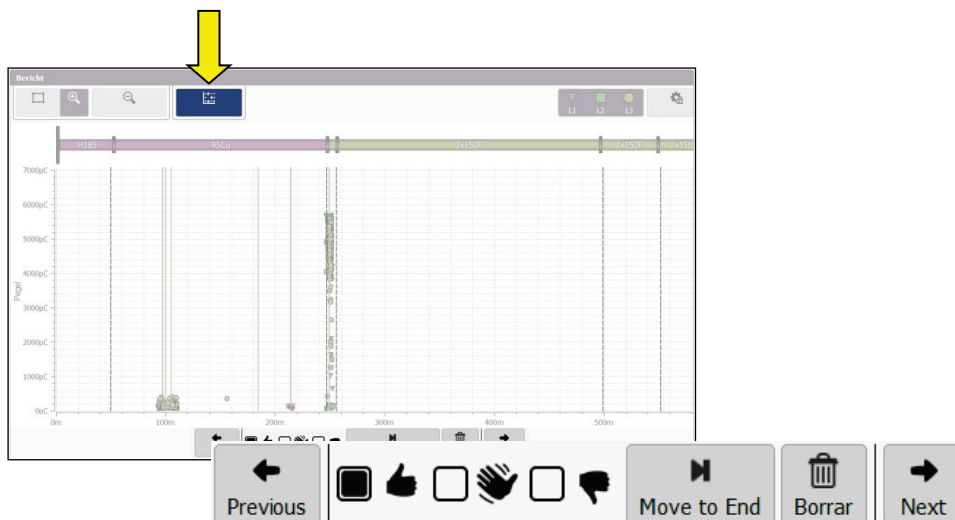 Bericht
L1 L2 L3
H185 95Cu 2x150F 2x150F 2x150
7000pC
6000pC
5000pC
4000pC
Pegel
3000pC
2000pC
1000pC
0pC
0m 100m 200m 300m 400m 500m
Previous Move to End Borrar Next